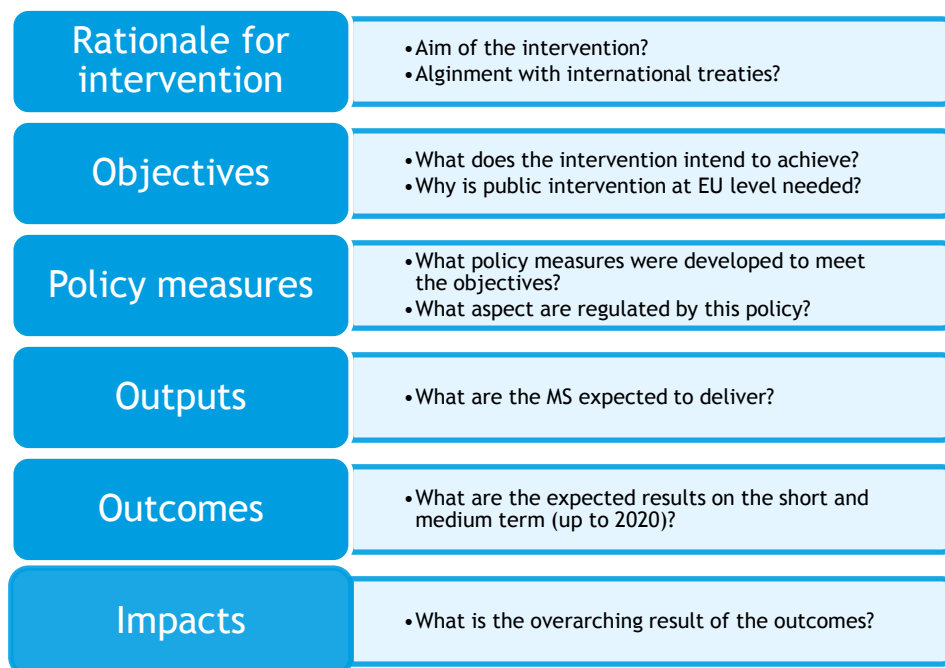 Rationale for
intervention
•Aim of the intervention?
•Alginment with international treaties?
Objectives
•What does the intervention intend to achieve?
•Why is public intervention at EU level needed?
Policy measures
•What policy measures were developed to meet
the objectives?
•What aspect are regulated by this policy?
Outputs
•What are the MS expected to deliver?
Outcomes
•What are the expected results on the short and
medium term (up to 2020)?
Impacts
•What is the overarching result of the outcomes?